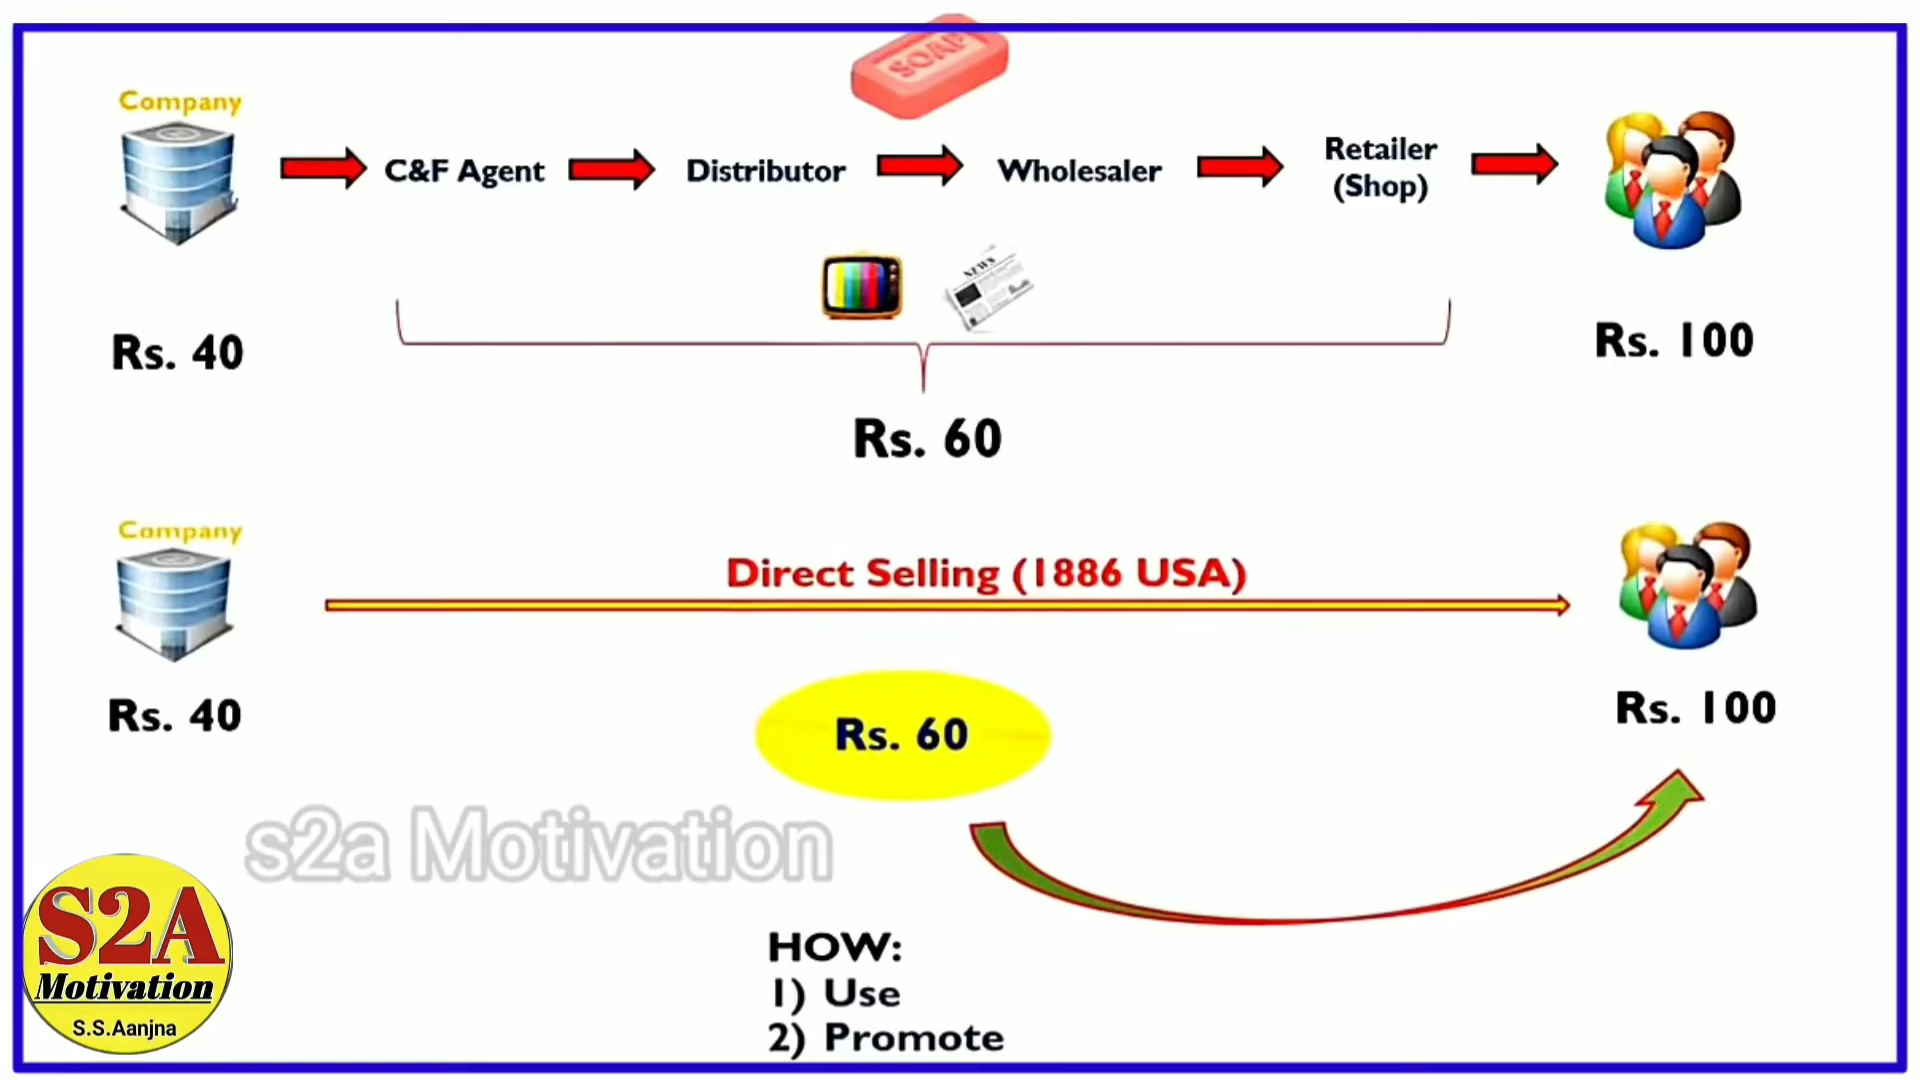 SOAP
Company
C&F Agent
Distributor
Wholesaler
Retailer
(Shop)
NEWS
Rs. 40
Rs. 100
Rs. 60
Company
Direct Selling (1886 USA)
Rs. 40
Rs. 60
Rs. 100
s2a Motivation
S2A
Motivation
S.S.Aanjna
HOW:
1) Use
2) Promote